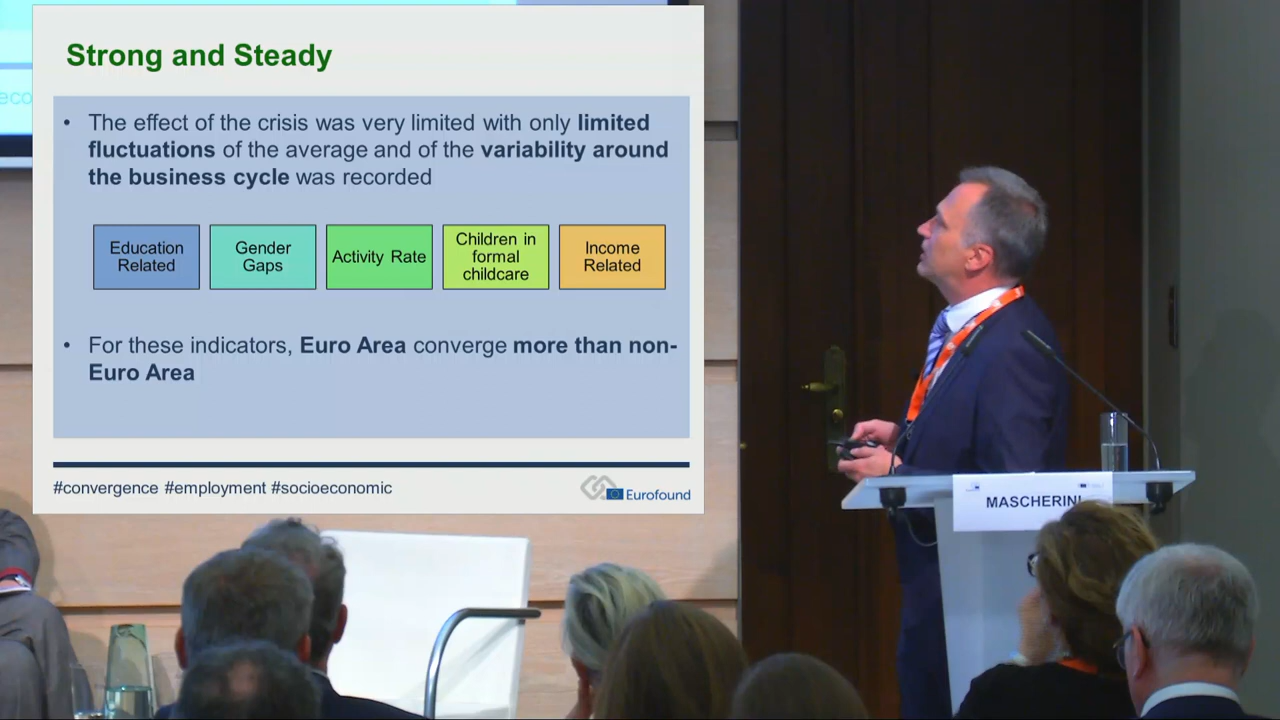 Strong and Steady
• The effect of the crisis was very limited with only limited
fluctuations of the average and of the variability around
the business cycle was recorded
Education
Related
Gender
Gaps
Activity Rate
Children in
formal
childcare
Income
Related
• For these indicators, Euro Area converge more than non-
Euro Area
#convergence #employment #socioeconomic
Eurofound
eco
MASCHERINI